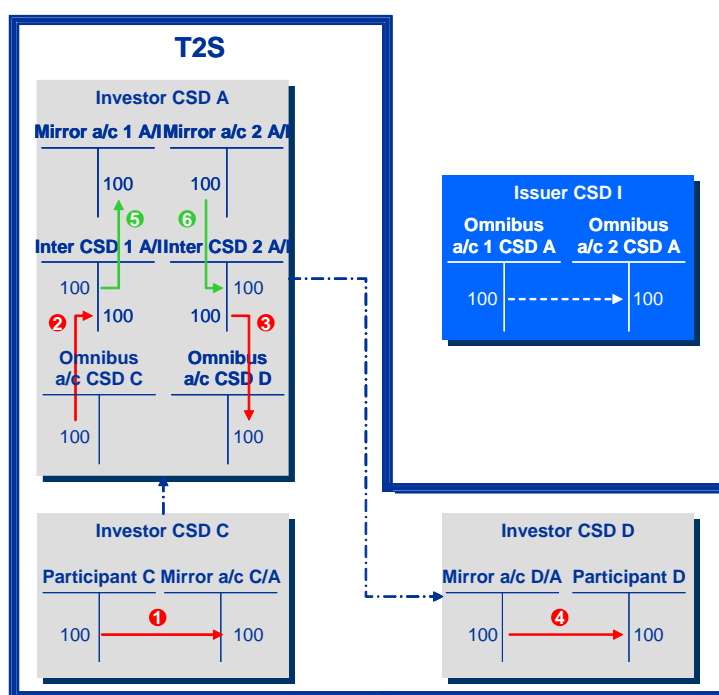 T2S
Investor CSD A
Mirror a/c 1 A/I Mirror a/c 2 A/I
100 100
5 6
Inter CSD 1 A/I Inter CSD 2 A/I
100 100
2 100 100 3
Omnibus Omnibus
a/c CSD C a/c CSD D
100 100
Issuer CSD I
Omnibus Omnibus
a/c 1 CSD A a/c 2 CSD A
100 100
Investor CSD C
Participant C Mirror a/c C/A
1
100 100
Investor CSD D
Mirror a/c D/A Participant D
4
100 100